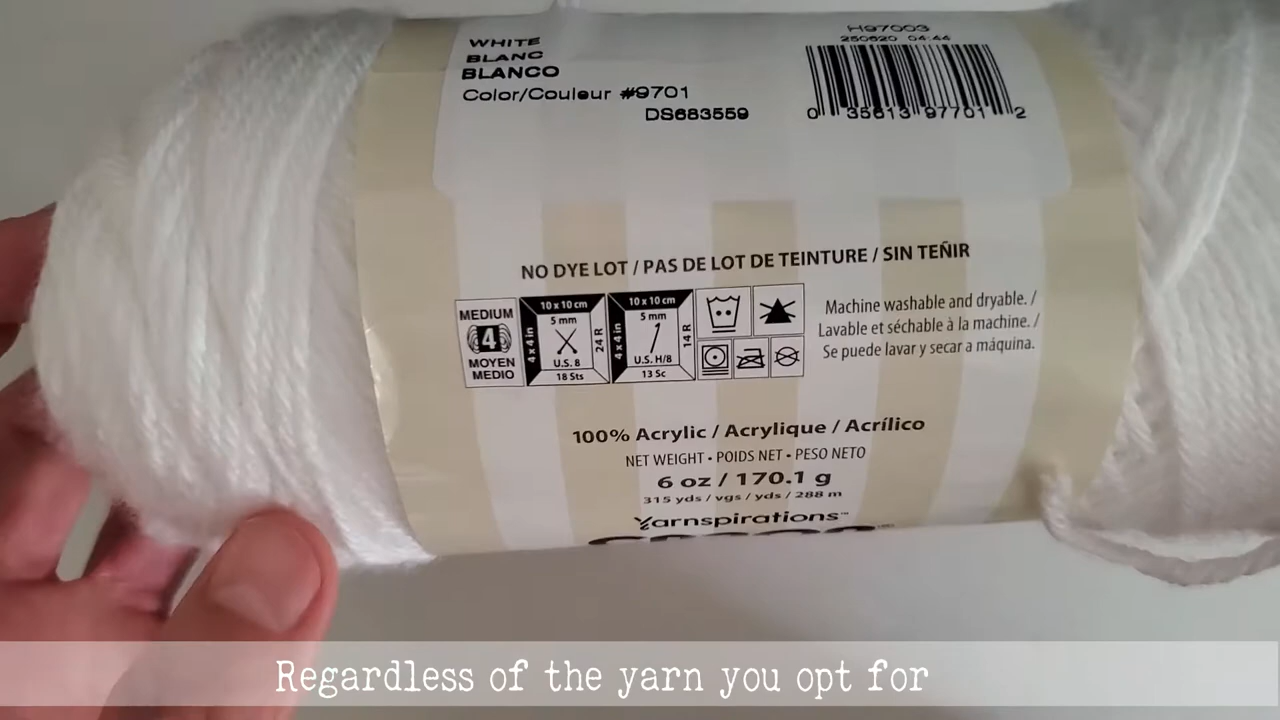 WHITE
BLANC
BLANCO
Color/Couleur #9701
DS683559
H97003
250620 04:44
0 35613 97701 2
NO DYE LOT / PAS DE LOT DE TEINTURE / SIN TEÑIR
MEDIUM
4
MOYEN
MEDIO
10 x 10 cm
4 x 4 in
5 mm
24 R
U.S. 8
18 Sts
10 x 10 cm
4 x 4 in
5 mm
14 R
U.S. H/8
13 Sc
Machine washable and dryable. /
Lavable et séchable à la machine. /
Se puede lavar y secar a máquina.
100% Acrylic / Acrylique / Acrílico
NET WEIGHT • POIDS NET • PESO NETO
6 oz / 170.1 g
315 yds / vgs / yds / 288 m
Yarnspirations™
Regardless of the yarn you opt for